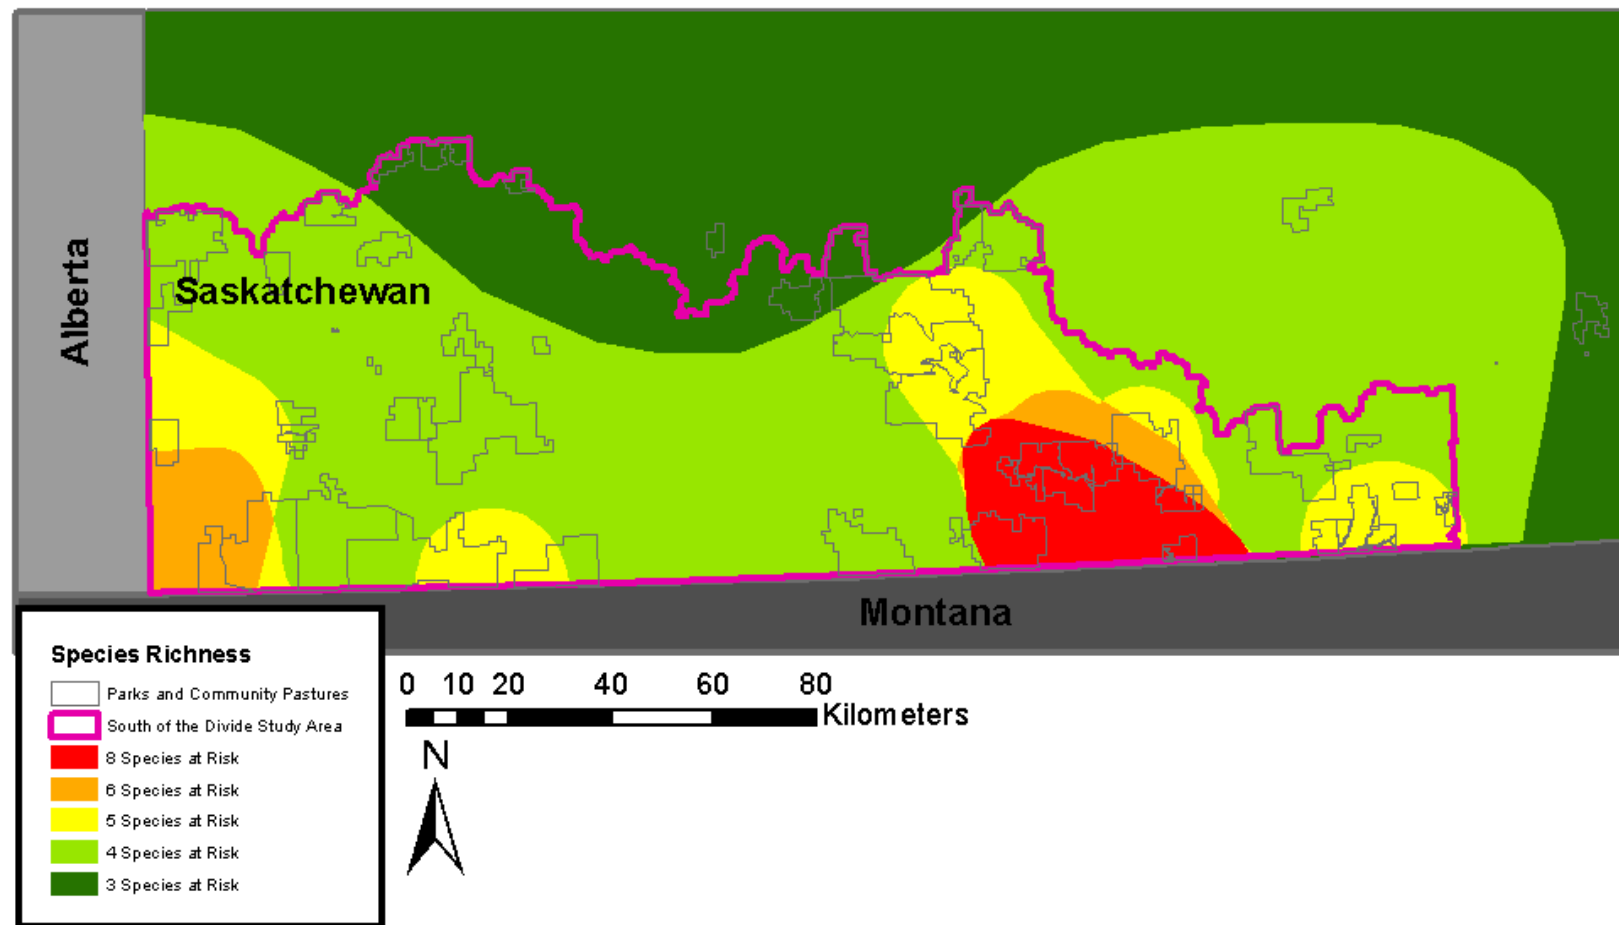 Alberta
Saskatchewan
Montana
Species Richness
Parks and Community Pastures
South of the Divide Study Area
8 Species at Risk
6 Species at Risk
5 Species at Risk
4 Species at Risk
3 Species at Risk
0 10 20 40 60 80
Kilometers
N